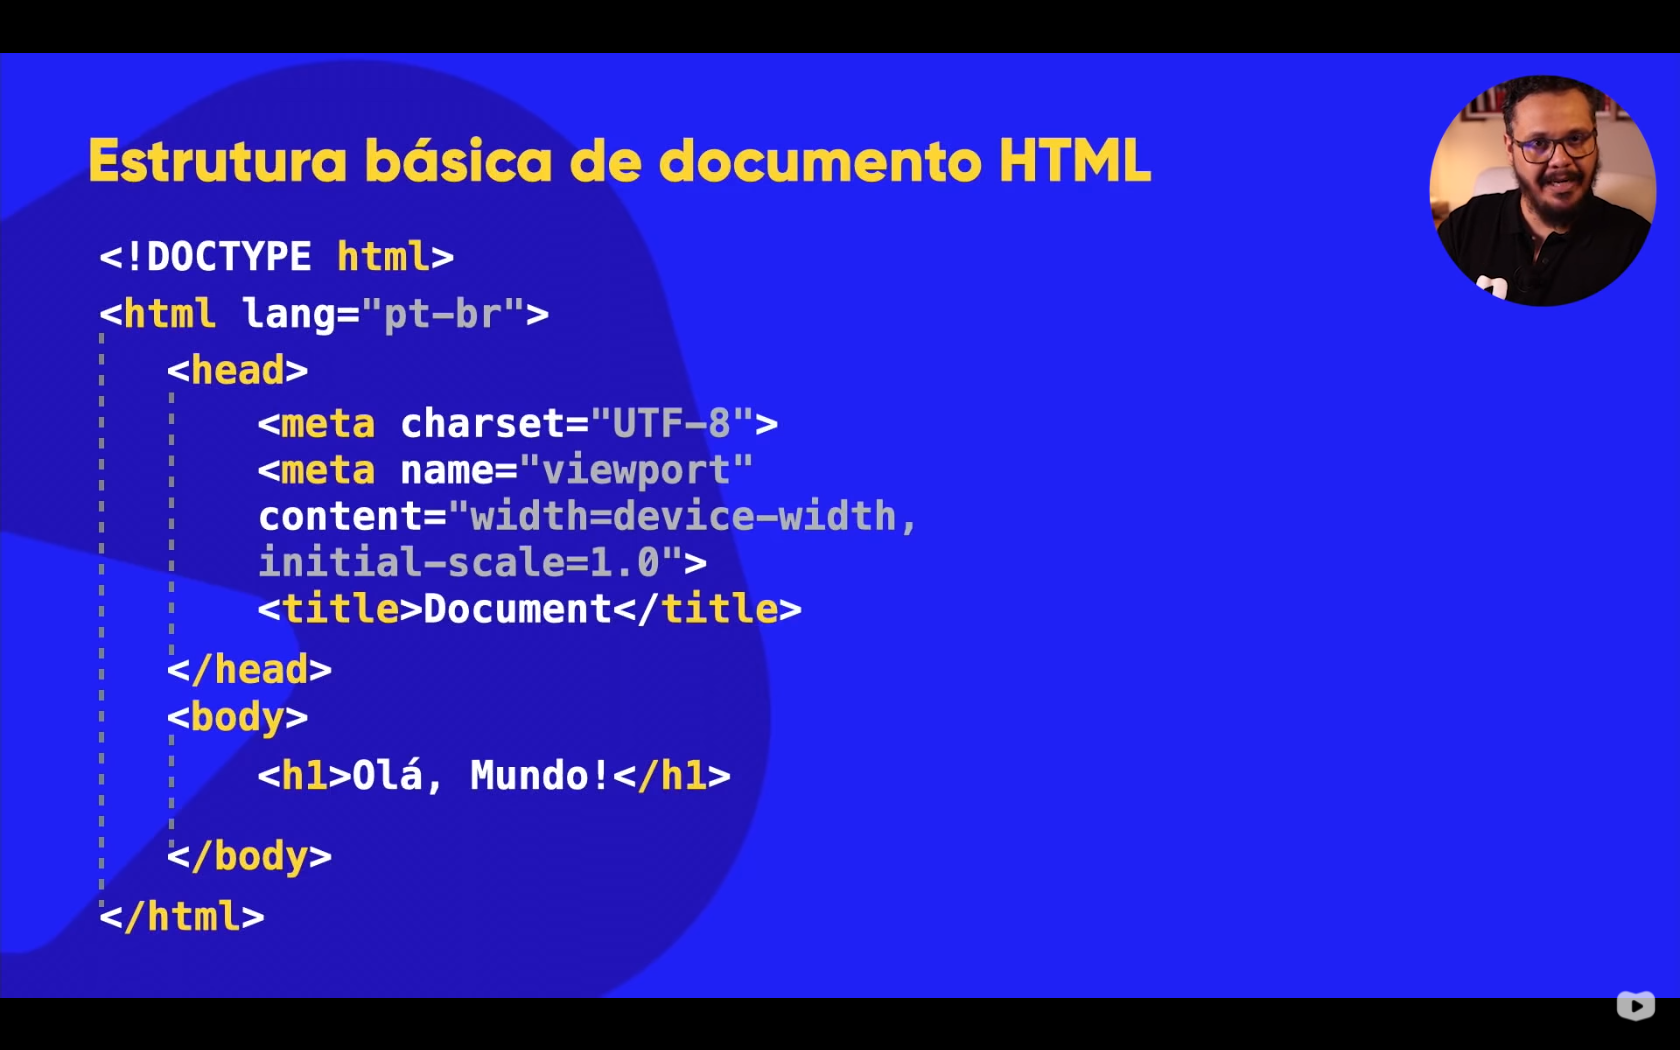 Estrutura básica de documento HTML
<!DOCTYPE html>
<html lang="pt-br">
<head>
<meta charset="UTF-8">
<meta name="viewport"
content="width=device-width,
initial-scale=1.0">
<title>Document</title>
</head>
<body>
<h1>Olá, Mundo!</h1>
</body>
</html>